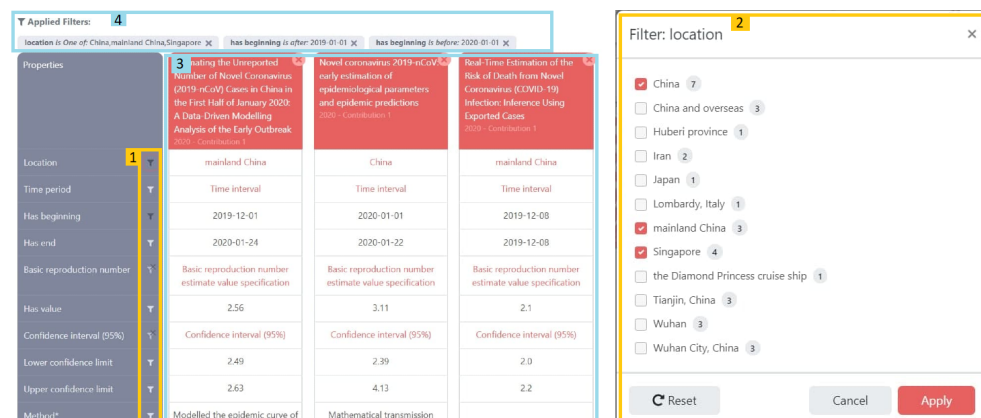 Applied Filters:
4
location is One of: China,mainland China,Singapore ×
has beginning is after: 2019-01-01 ×
has beginning is before: 2020-01-01 ×
Properties
3
ating the Unreported
Number of Novel Coronavirus
(2019-nCoV) Cases in China in
the First Half of January 2020:
A Data-Driven Modelling
Analysis of the Early Outbreak
2020 - Contribution 1
Novel coronavirus 2019-nCoV:
early estimation of
epidemiological parameters
and epidemic predictions
2020 - Contribution 1
Real-Time Estimation of the
Risk of Death from Novel
Coronavirus (COVID-19)
Infection: Inference Using
Exported Cases
2020 - Contribution 1
1
Location mainland China China mainland China
Time period Time interval Time interval Time interval
Has beginning 2019-12-01 2020-01-01 2019-12-08
Has end 2020-01-24 2020-01-22 2019-12-08
Basic reproduction number
Basic reproduction number
estimate value specification
Basic reproduction number
estimate value specification
Basic reproduction number
estimate value specification
Has value 2.56 3.11 2.1
Confidence interval (95%) Confidence interval (95%) Confidence interval (95%) Confidence interval (95%)
Lower confidence limit 2.49 2.39 2.0
Upper confidence limit 2.63 4.13 2.2
Method* Modelled the epidemic curve of Mathematical transmission
2
Filter: location ×
China 7
China and overseas 3
Huberi province 1
Iran 2
Japan 1
Lombardy, Italy 1
mainland China 3
Singapore 4
the Diamond Princess cruise ship 1
Tianjin, China 3
Wuhan 3
Wuhan City, China 3
Reset Cancel Apply